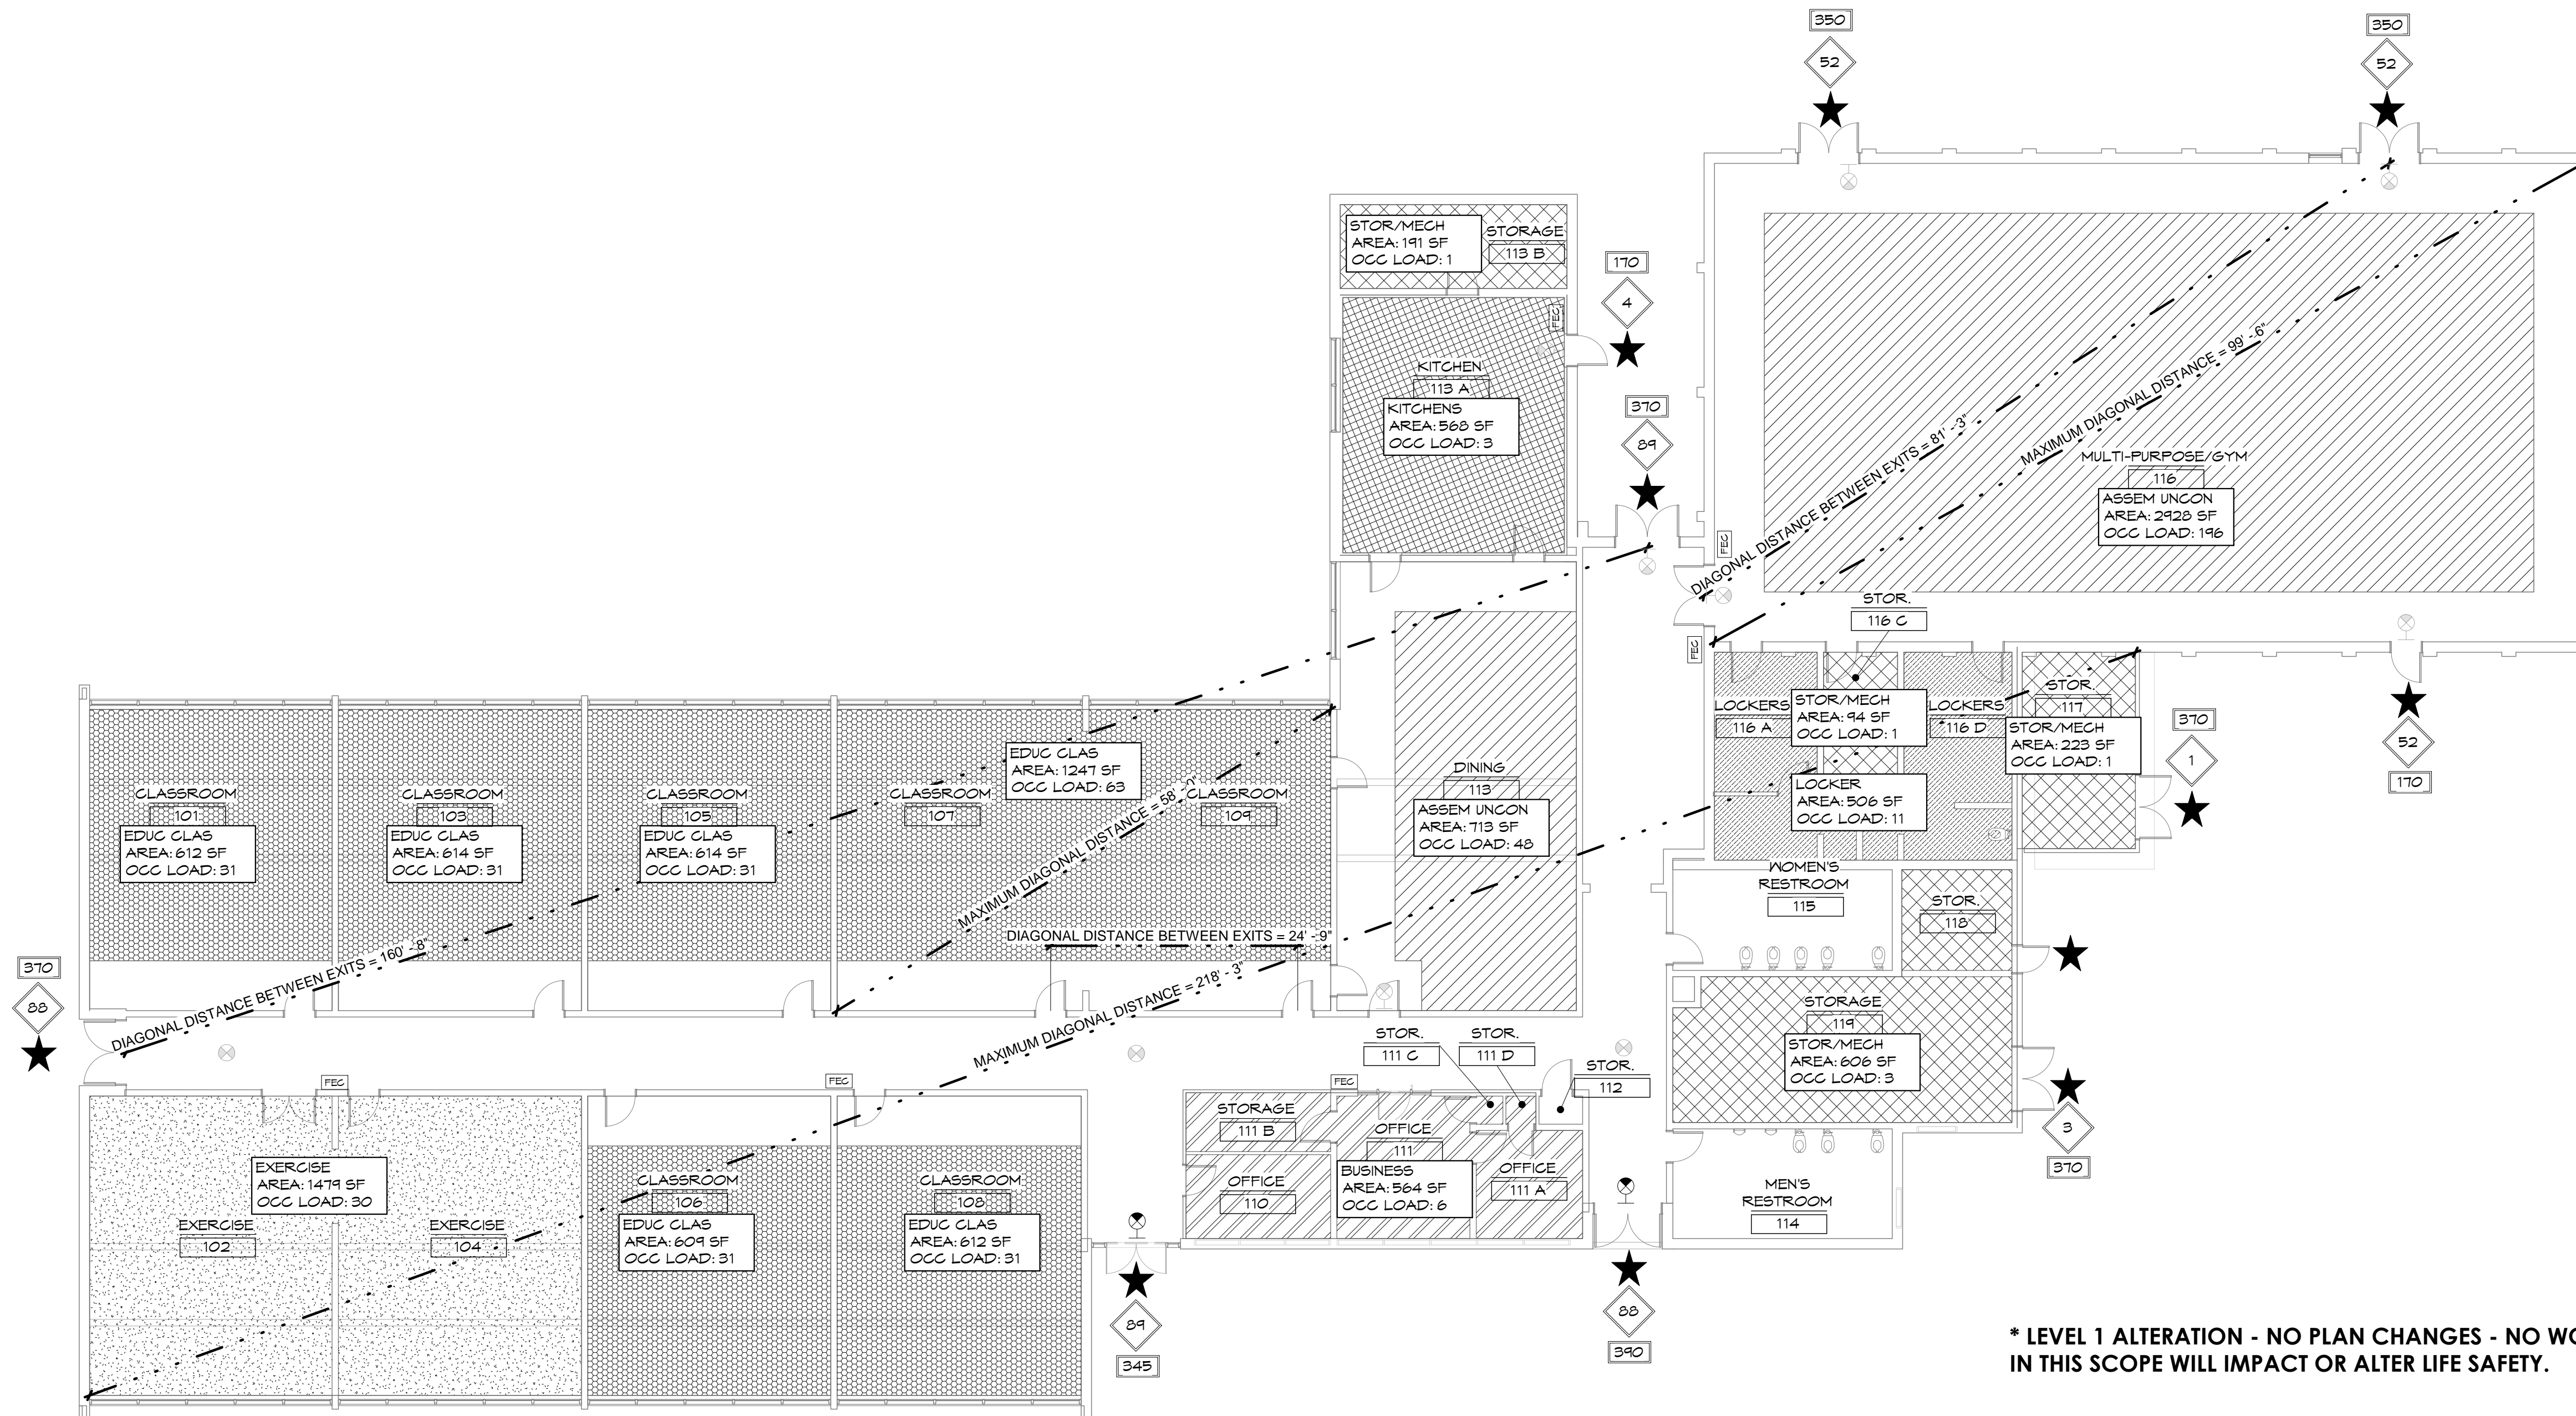 350
52
350
52
STOR/MECH
AREA: 191 SF
OCC LOAD: 1
STORAGE
113 B
170
4
FEC
KITCHEN
113 A
KITCHENS
AREA: 568 SF
OCC LOAD: 3
370
89
DIAGONAL DISTANCE BETWEEN EXITS = 81' - 3"
MAXIMUM DIAGONAL DISTANCE = 99' - 6"
MULTI-PURPOSE/GYM
116
ASSEM UNCON
AREA: 2928 SF
OCC LOAD: 196
FEC
FEC
STOR.
116 C
LOCKERS
116 A
STOR/MECH
AREA: 94 SF
OCC LOAD: 1
LOCKERS
116 D
STOR.
117
STOR/MECH
AREA: 223 SF
OCC LOAD: 1
370
1
52
170
LOCKER
AREA: 506 SF
OCC LOAD: 11
CLASSROOM
101
EDUC CLAS
AREA: 612 SF
OCC LOAD: 31
CLASSROOM
103
EDUC CLAS
AREA: 614 SF
OCC LOAD: 31
CLASSROOM
105
EDUC CLAS
AREA: 614 SF
OCC LOAD: 31
CLASSROOM
107
EDUC CLAS
AREA: 1247 SF
OCC LOAD: 63
CLASSROOM
109
MAXIMUM DIAGONAL DISTANCE = 58' - 0"
DINING
113
ASSEM UNCON
AREA: 713 SF
OCC LOAD: 48
WOMEN'S
RESTROOM
115
STOR.
118
DIAGONAL DISTANCE BETWEEN EXITS = 24' - 9"
DIAGONAL DISTANCE BETWEEN EXITS = 160' - 8"
MAXIMUM DIAGONAL DISTANCE = 218' - 3"
370
88
STORAGE
119
STOR/MECH
AREA: 606 SF
OCC LOAD: 3
3
370
STOR.
111 C
STOR.
111 D
STOR.
112
FEC
FEC
FEC
STORAGE
111 B
OFFICE
111
BUSINESS
AREA: 564 SF
OCC LOAD: 6
OFFICE
110
OFFICE
111 A
EXERCISE
AREA: 1479 SF
OCC LOAD: 30
EXERCISE
102
EXERCISE
104
CLASSROOM
106
EDUC CLAS
AREA: 609 SF
OCC LOAD: 31
CLASSROOM
108
EDUC CLAS
AREA: 612 SF
OCC LOAD: 31
MEN'S
RESTROOM
114
89
345
88
390
* LEVEL 1 ALTERATION - NO PLAN CHANGES - NO
IN THIS SCOPE WILL IMPACT OR ALTER LIFE SAFETY.